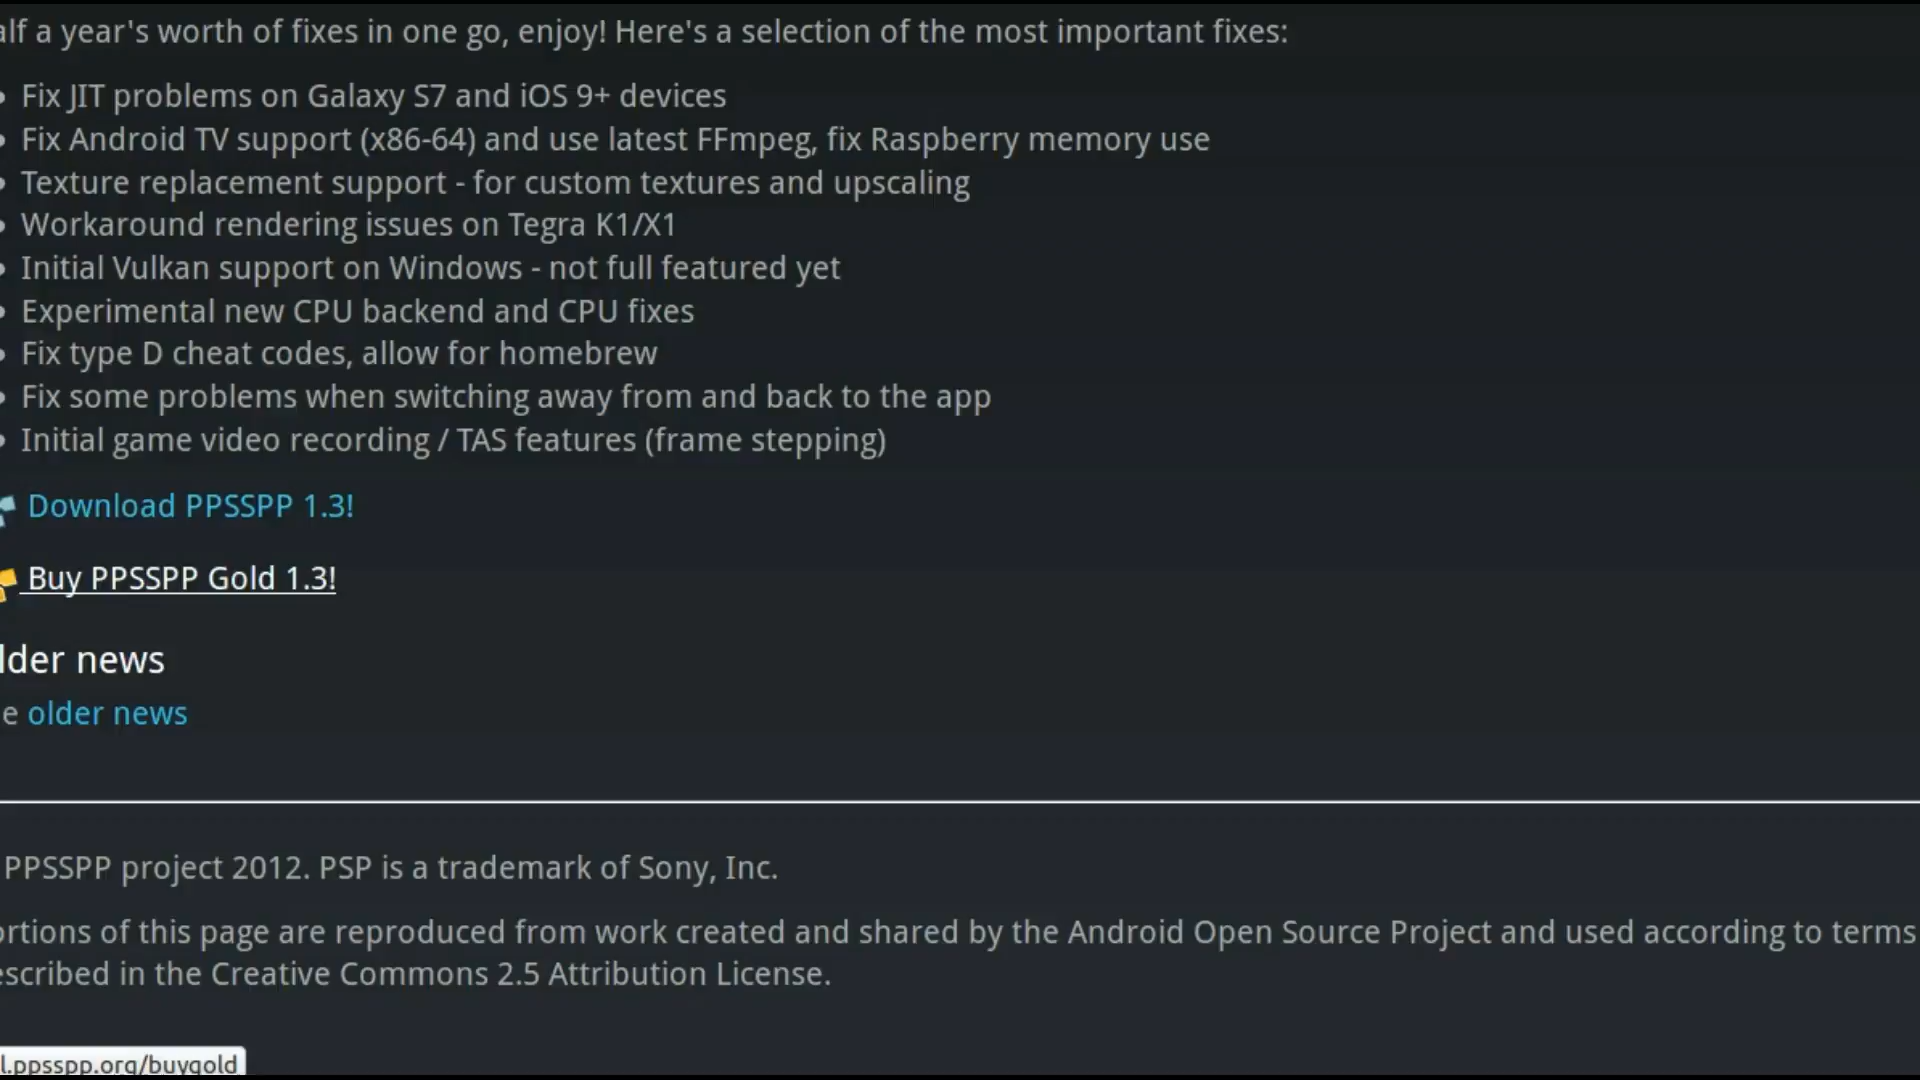 alf a year's worth of fixes in one go, enjoy! Here's a selection of the most important fixes:
• Fix JIT problems on Galaxy S7 and iOS 9+ devices
• Fix Android TV support (x86-64) and use latest FFmpeg, fix Raspberry memory use
• Texture replacement support - for custom textures and upscaling
• Workaround rendering issues on Tegra K1/X1
• Initial Vulkan support on Windows - not full featured yet
• Experimental new CPU backend and CPU fixes
• Fix type D cheat codes, allow for homebrew
• Fix some problems when switching away from and back to the app
• Initial game video recording / TAS features (frame stepping)
Download PPSSPP 1.3!
Buy PPSSPP Gold 1.3!
lder news
e older news
PPSSPP project 2012. PSP is a trademark of Sony, Inc.
ortions of this page are reproduced from work created and shared by the Android Open Source Project and used according to terms
escribed in the Creative Commons 2.5 Attribution License.
l.ppsspp.org/buygold